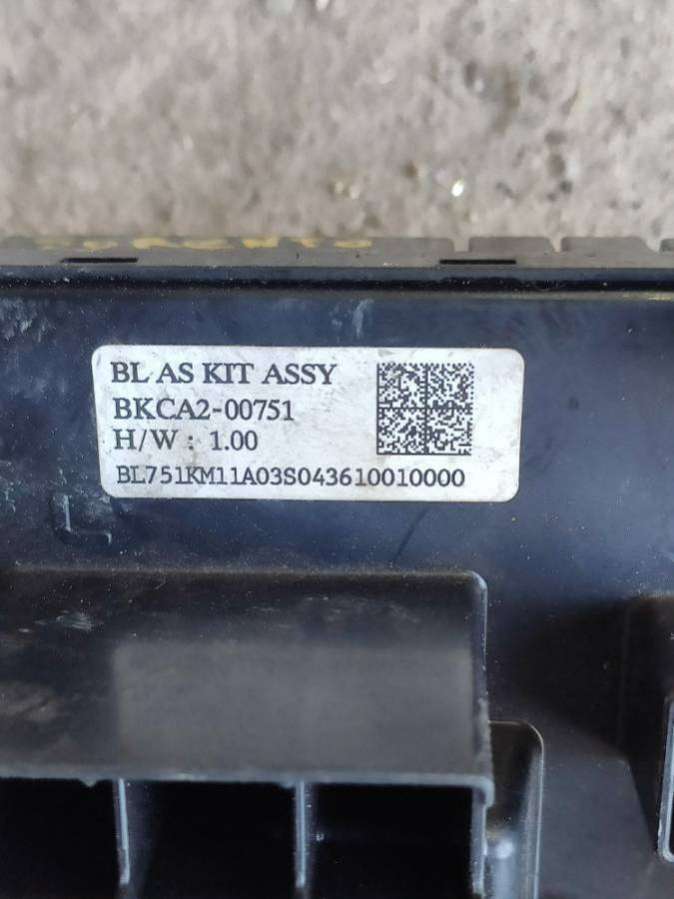 BL AS KIT ASSY
BKCA2-00751
H/W : 1.00
BL751KM11A03S043610010000